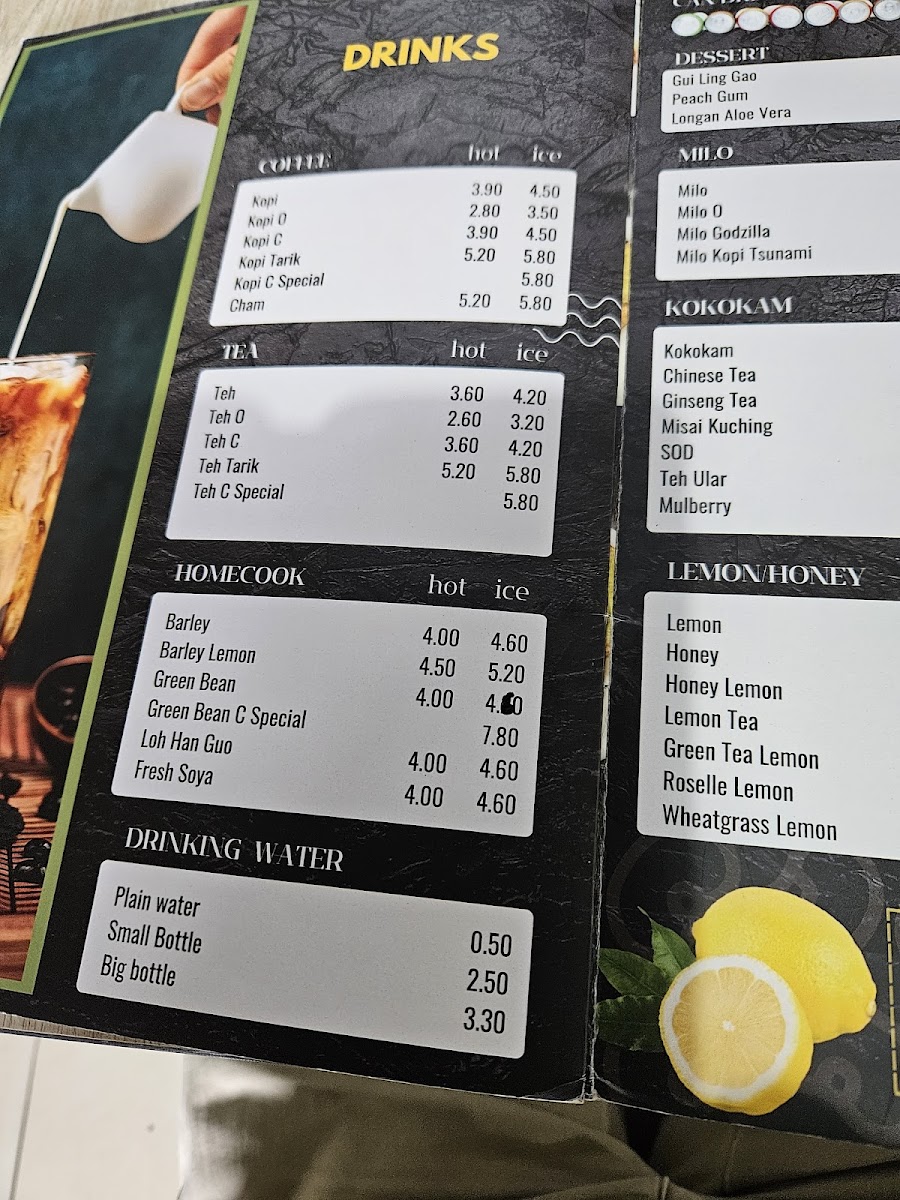 DRINKS
COFFEE hot ice
Kopi 3.90 4.50
Kopi O 2.80 3.50
Kopi C 3.90 4.50
Kopi Tarik 5.20 5.80
Kopi C Special 5.80
Cham 5.20 5.80
TEA hot ice
Teh 3.60 4.20
Teh O 2.60 3.20
Teh C 3.60 4.20
Teh Tarik 5.20 5.80
Teh C Special 5.80
HOMECOOK hot ice
Barley 4.00 4.60
Barley Lemon 4.50 5.20
Green Bean 4.00
Green Bean C Special 7.80
Loh Han Guo 4.00 4.60
Fresh Soya 4.00 4.60
DRINKING WATER
Plain water 0.50
Small Bottle 2.50
Big bottle 3.30
DESSERT
Gui Ling Gao
Peach Gum
Longan Aloe Vera
MILO
Milo
Milo O
Milo Godzilla
Milo Kopi Tsunami
KOKOKAM
Kokokam
Chinese Tea
Ginseng Tea
Misai Kuching
SOD
Teh Ular
Mulberry
LEMON/HONEY
Lemon
Honey
Honey Lemon
Lemon Tea
Green Tea Lemon
Roselle Lemon
Wheatgrass Lemon